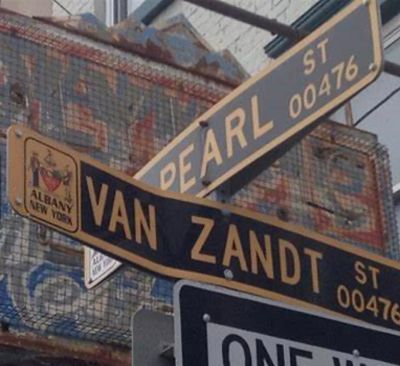 PEARL ST 00476
ALBANY
NEW YORK
VAN ZANDT ST 00476
ONE